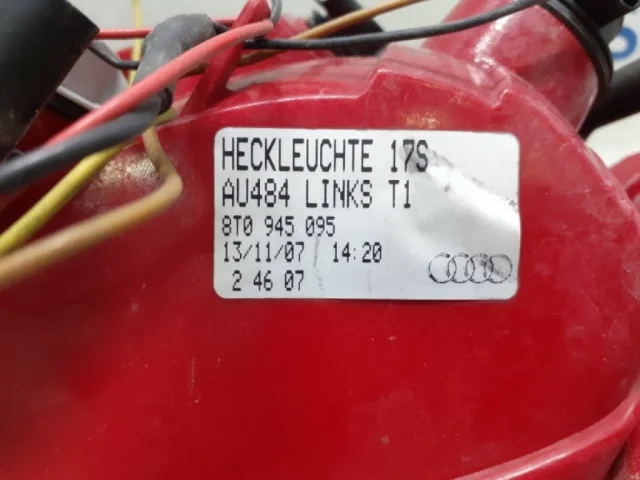 HECKLEUCHTE 17S
AU484 LINKS T1
8T0 945 095
13/11/07 14:20
2 46 07